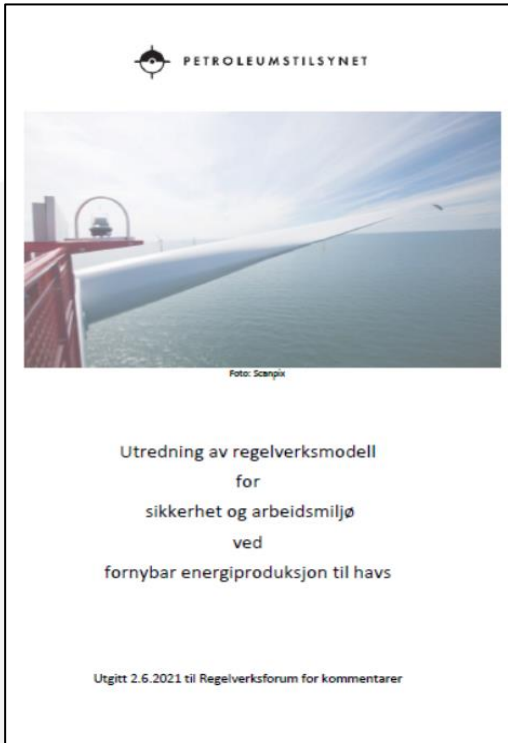 PETROLEUMSTILSYNET
Foto: Scanpix
Utredning av regelverksmodell
for
sikkerhet og arbeidsmiljø
ved
fornybar energiproduksjon til havs
Utgitt 2.6.2021 til Regelverksforum for kommentarer